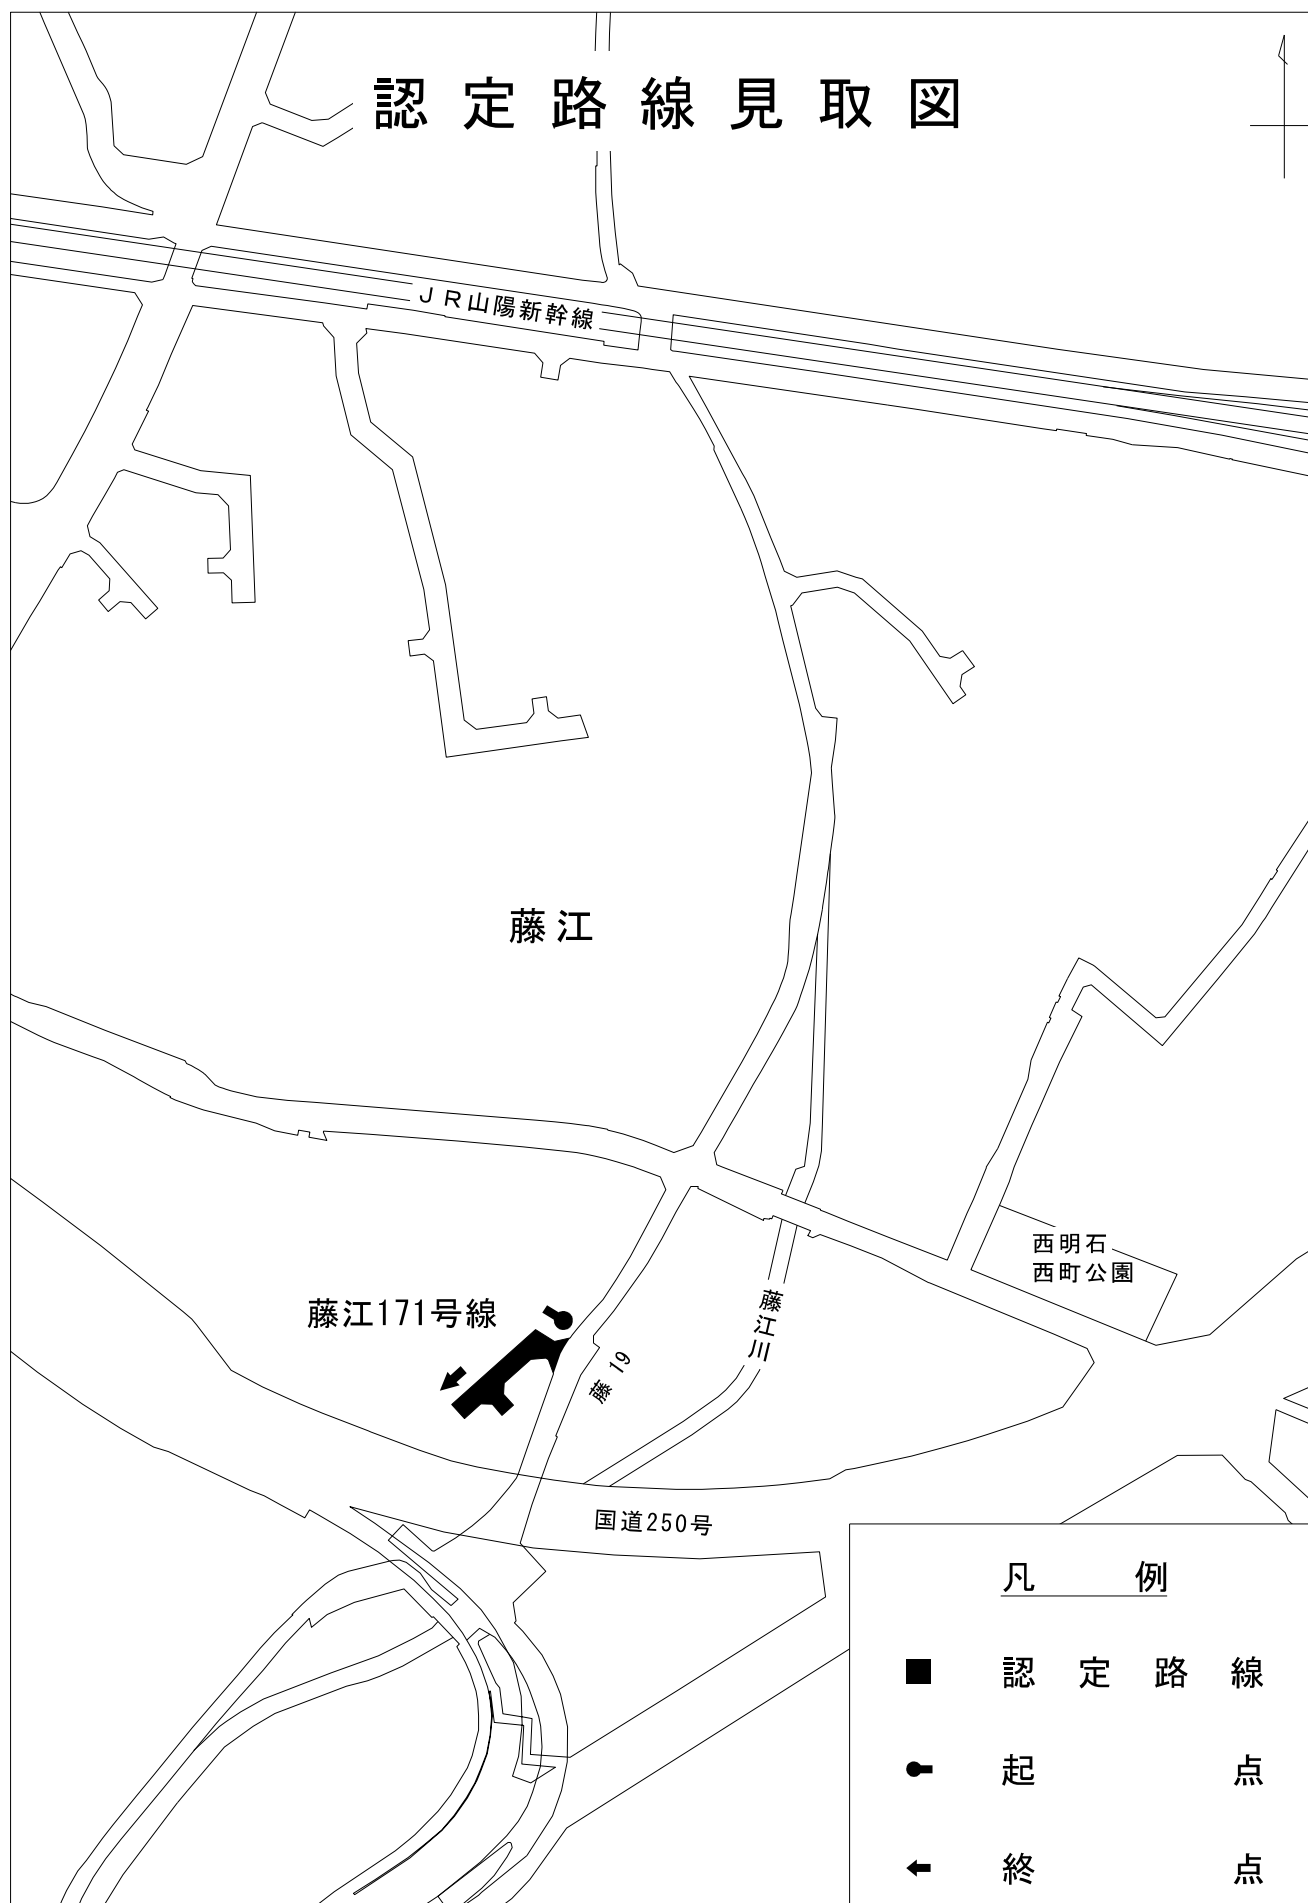 認定路線見取図
JR山陽新幹線
藤江
西明石
西町公園
藤江171号線
藤江川
藤 19
国道250号
凡例
認定路線
起点
終点